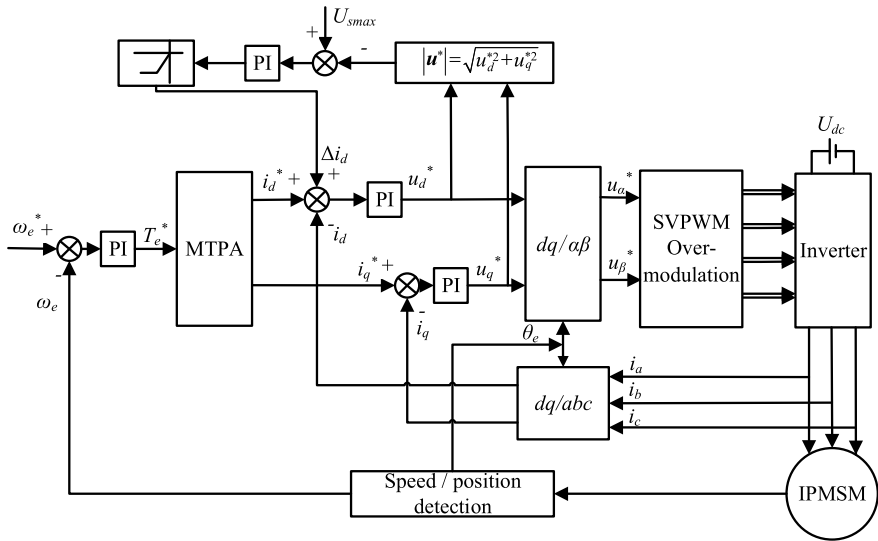 U_smax
+
-
PI
|u*|=√u_d*²+u_q*²
Δi_d
+
U_dc
i_d* +
u_d*
PI
u_α*
ω_e* +
PI
T_e*
MTPA
-
i_d
dq/αβ
SVPWM
Over-
modulation
Inverter
-
ω_e
i_q* +
PI
u_q*
u_β*
-
i_q
θ_e
dq/abc
i_a
i_b
i_c
Speed / position
detection
IPMSM